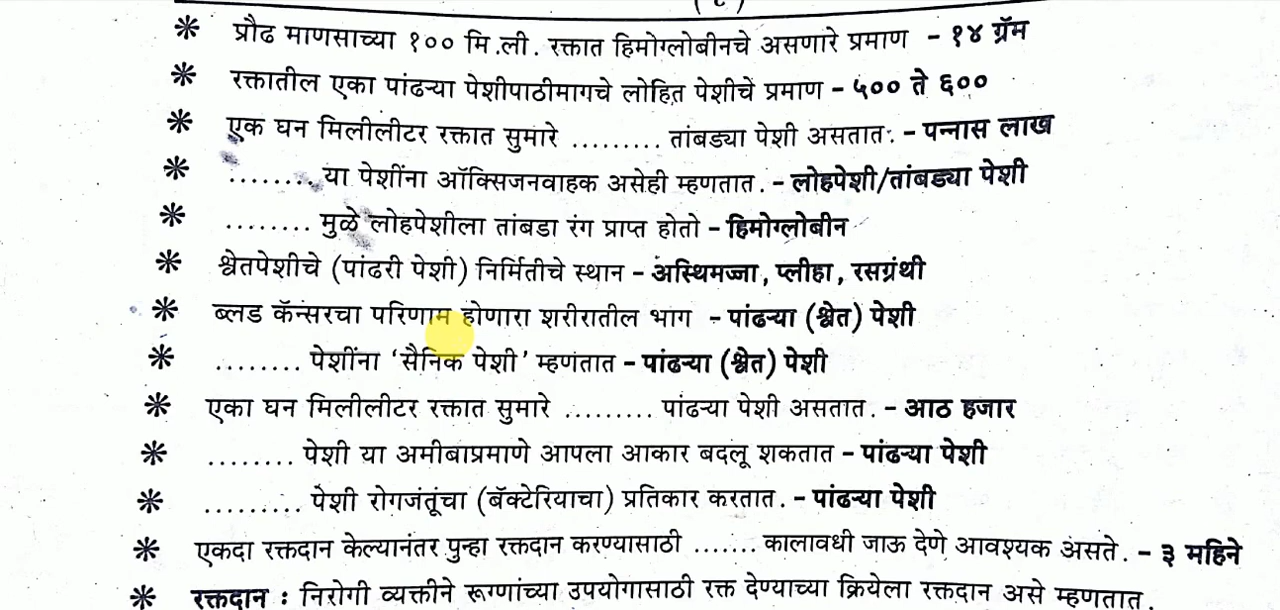 (८)
* प्रौढ माणसाच्या १०० मि.ली. रक्तात हिमोग्लोबीनचे असणारे प्रमाण - १४ ग्रॅम
* रक्तातील एका पांढऱ्या पेशीपाठीमागचे लोहित पेशीचे प्रमाण - ५०० ते ६००
* एक घन मिलीलीटर रक्तात सुमारे ......... तांबड्या पेशी असतात: - पन्नास लाख
* ......... या पेशींना ऑक्सिजनवाहक असेही म्हणतात. - लोहपेशी/तांबड्या पेशी
* ........ मुळे लोहपेशीला तांबडा रंग प्राप्त होतो - हिमोग्लोबीन
* श्वेतपेशीचे (पांढरी पेशी) निर्मितीचे स्थान - अस्थिमज्जा, प्लीहा, रसग्रंथी
* ब्लड कॅन्सरचा परिणाम होणारा शरीरातील भाग - पांढऱ्या (श्वेत) पेशी
* ........ पेशींना 'सैनिक पेशी' म्हणतात - पांढऱ्या (श्वेत) पेशी
* एका घन मिलीलीटर रक्तात सुमारे ......... पांढऱ्या पेशी असतात. - आठ हजार
* ........ पेशी या अमीबाप्रमाणे आपला आकार बदलू शकतात - पांढऱ्या पेशी
* ......... पेशी रोगजंतूंचा (बॅक्टेरियाचा) प्रतिकार करतात. - पांढऱ्या पेशी
* एकदा रक्तदान केल्यानंतर पुन्हा रक्तदान करण्यासाठी ....... कालावधी जाऊ देणे आवश्यक असते. - ३ महिने
* रक्तदान : निरोगी व्यक्तीने रूग्णांच्या उपयोगासाठी रक्त देण्याच्या क्रियेला रक्तदान असे म्हणतात.